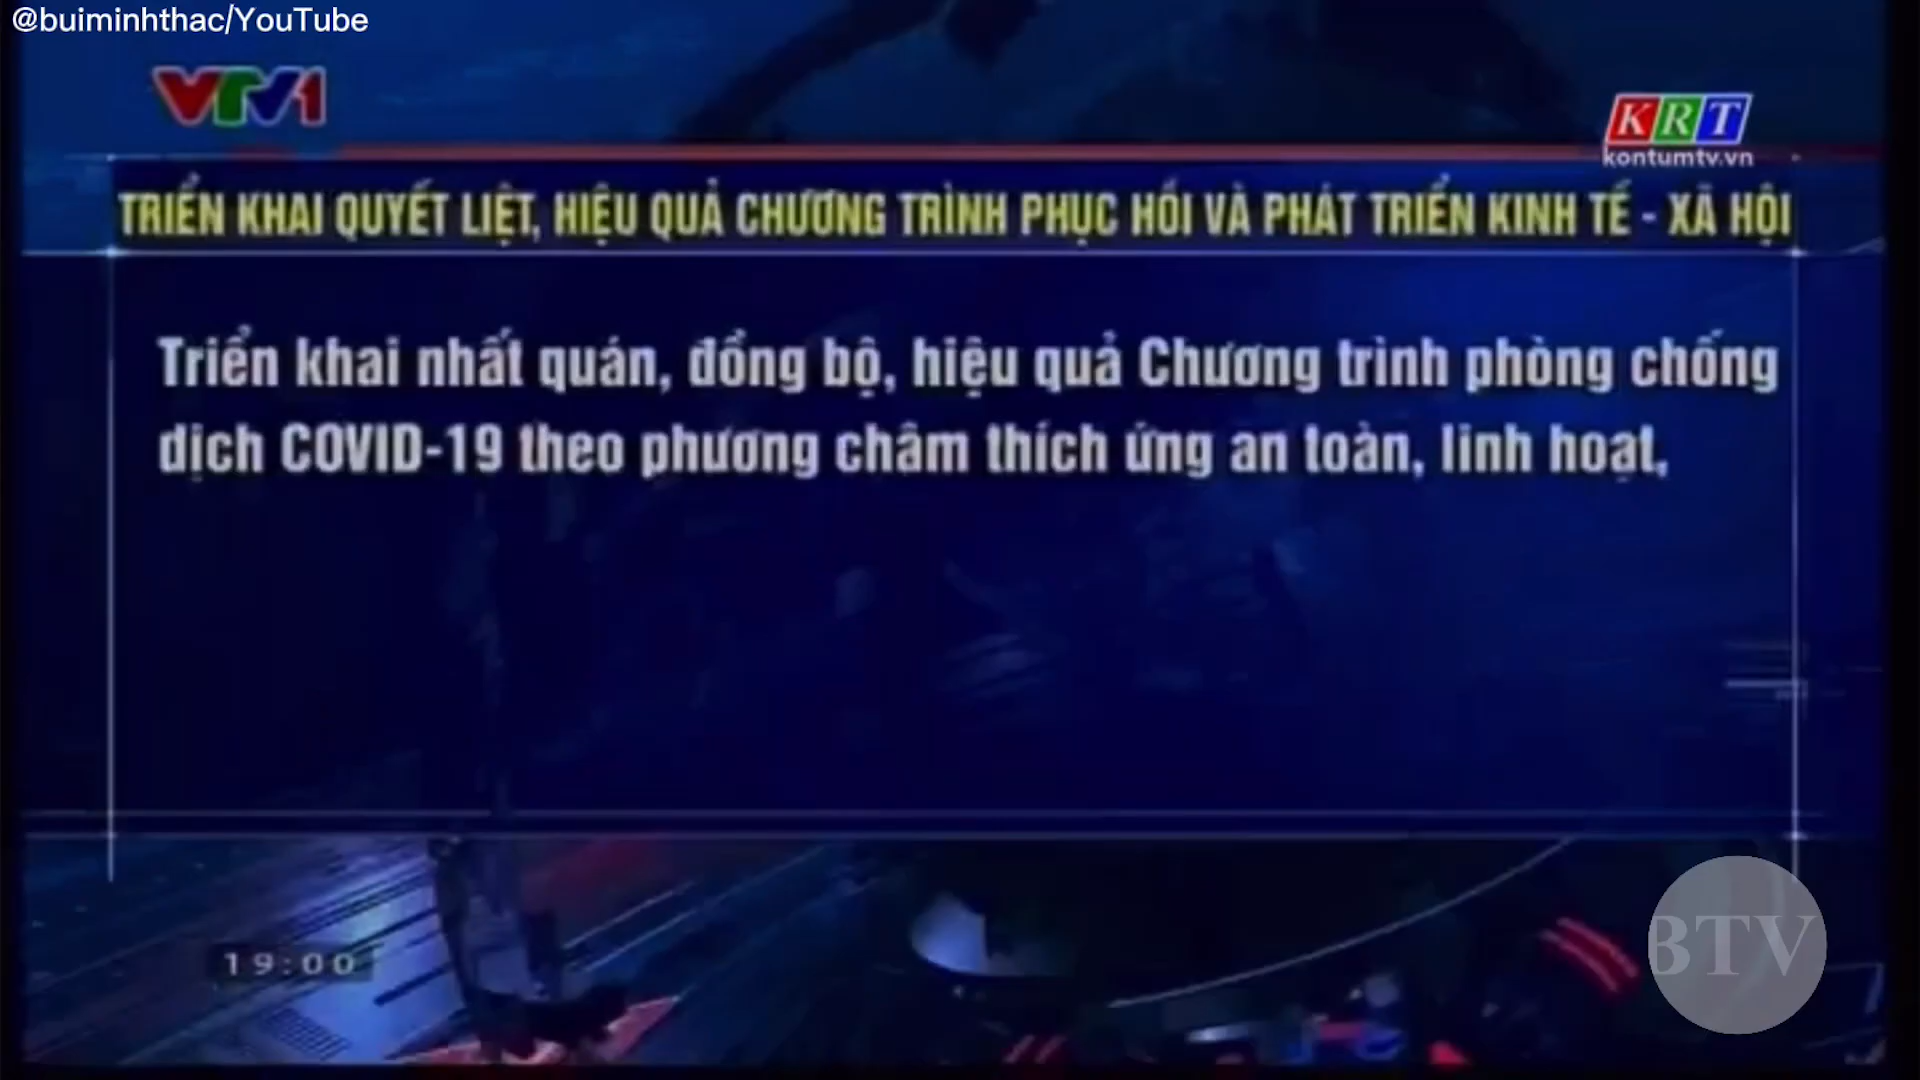 @buiminhthac/YouTube
VTV1
KRT
kontumtv.vn
TRIỂN KHAI QUYẾT LIỆT, HIỆU QUẢ CHƯƠNG TRÌNH PHỤC HỒI VÀ PHÁT TRIỂN KINH TẾ - XÃ HỘI
Triển khai nhất quán, đồng bộ, hiệu quả Chương trình phòng chống
dịch COVID-19 theo phương châm thích ứng an toàn, linh hoạt,
19:00
BTV